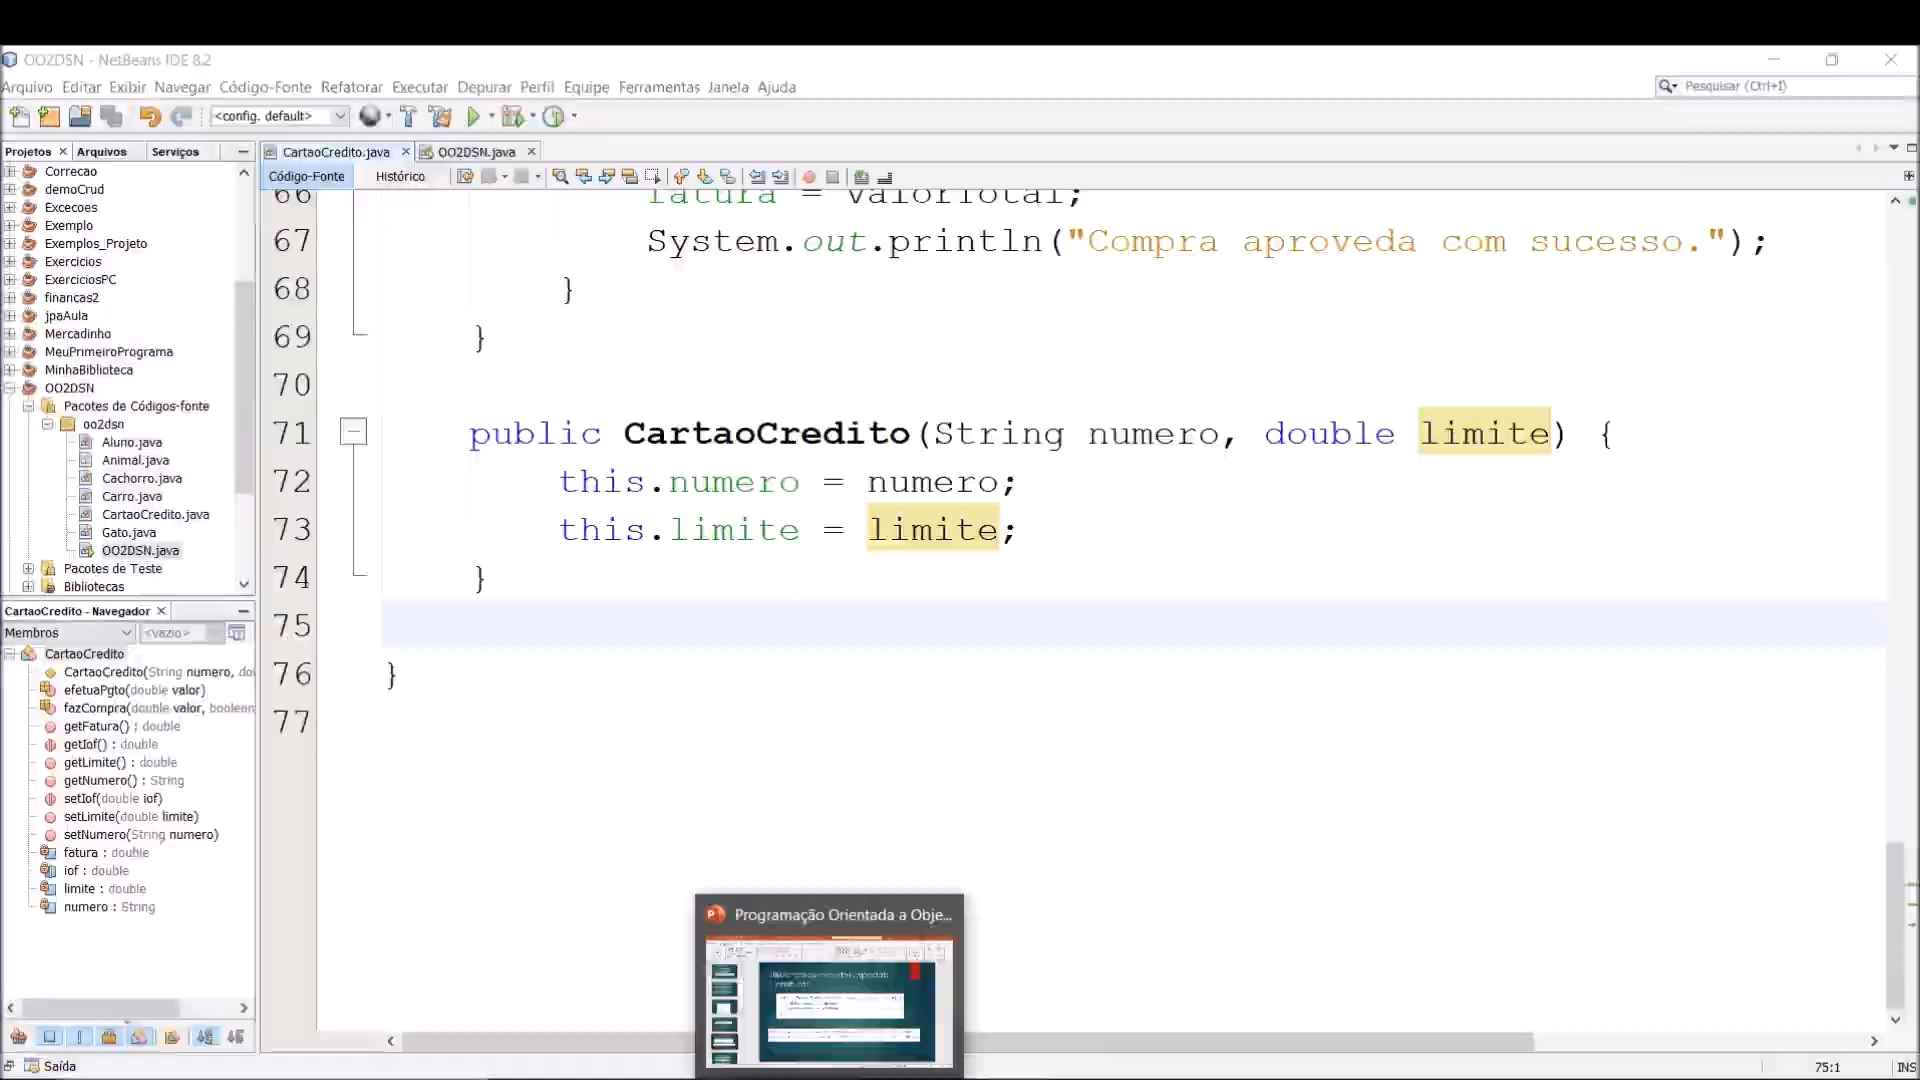 OO2DSN - NetBeans IDE 8.2
Arquivo Editar Exibir Navegar Código-Fonte Refatorar Executar Depurar Perfil Equipe Ferramentas Janela Ajuda
Pesquisar (Ctrl+I)
<config. default>
Projetos Arquivos Serviços
CartaoCredito.java OO2DSN.java
Código-Fonte Histórico
Correcao
demoCrud
Excecoes
Exemplo
Exemplos_Projeto
Exercicios
ExerciciosPC
financas2
jpaAula
Mercadinho
MeuPrimeiroPrograma
MinhaBiblioteca
OO2DSN
Pacotes de Códigos-fonte
oo2dsn
Aluno.java
Animal.java
Cachorro.java
Carro.java
CartaoCredito.java
Gato.java
OO2DSN.java
Pacotes de Teste
Bibliotecas
66 fatura = valorTotal;
67 System.out.println("Compra aproveda com sucesso.");
68 }
69 }
70
71 public CartaoCredito(String numero, double limite) {
72 this.numero = numero;
73 this.limite = limite;
74 }
75
76 }
77
CartaoCredito - Navegador
Membros <vazio>
CartaoCredito
CartaoCredito(String numero, do
efetuaPgto(double valor)
fazCompra(double valor, boolean
getFatura() : double
getIof() : double
getLimite() : double
getNumero() : String
setIof(double iof)
setLimite(double limite)
setNumero(String numero)
fatura : double
iof : double
limite : double
numero : String
Programação Orientada a Obje...
Saída
75:1 INS